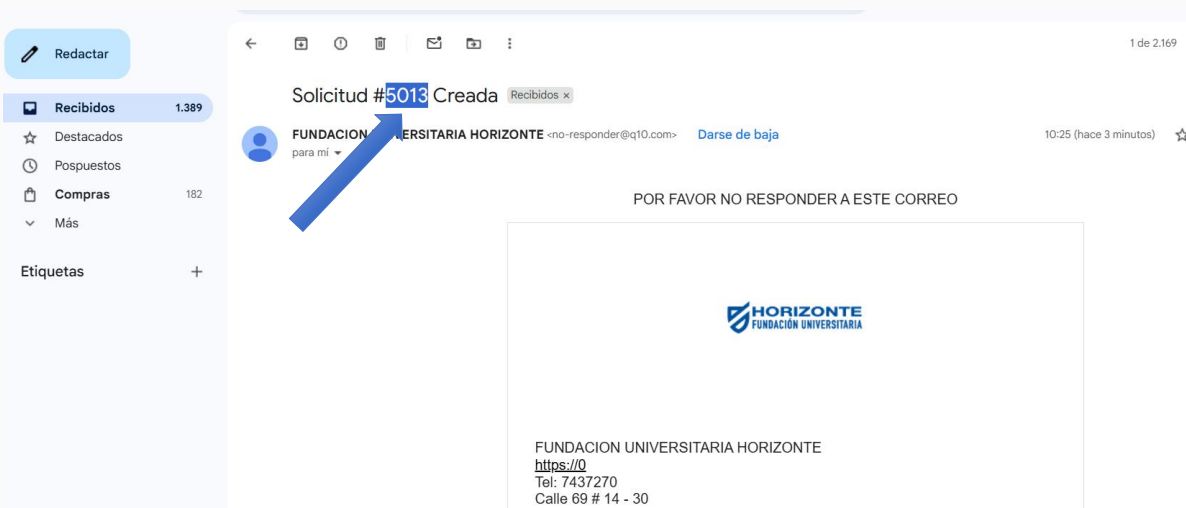 Redactar
1 de 2.169
Solicitud #5013 Creada Recibidos ×
Recibidos 1.389
FUNDACION ERSITARIA HORIZONTE <no-responder@q10.com> Darse de baja 10:25 (hace 3 minutos)
Destacados
para mí
Pospuestos
Compras 182
Más
Etiquetas +
POR FAVOR NO RESPONDER A ESTE CORREO
HORIZONTE
FUNDACIÓN UNIVERSITARIA
FUNDACION UNIVERSITARIA HORIZONTE
https://0
Tel: 7437270
Calle 69 # 14 - 30